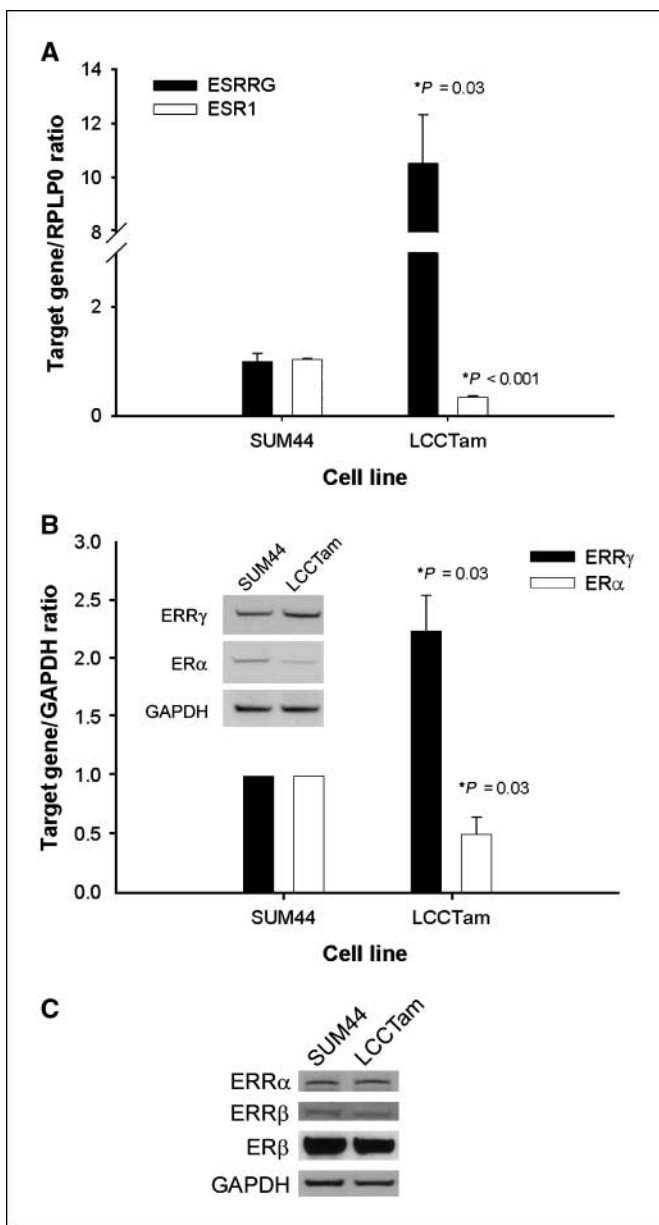 A
ESRRG
ESR1
*P = 0.03
*P < 0.001
Target gene/RPLP0 ratio
14
12
10
8
2
0
SUM44
LCCTam
Cell line
B
ERRγ
ERα
*P = 0.03
*P = 0.03
SUM44
LCCTam
ERRγ
ERα
GAPDH
Target gene/GAPDH ratio
3.0
2.5
2.0
1.5
1.0
0.5
0.0
SUM44
LCCTam
Cell line
C
SUM44
LCCTam
ERRα
ERRβ
ERβ
GAPDH